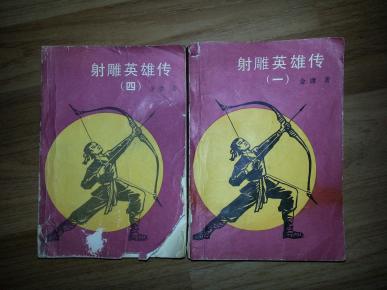 射雕英雄传
（四）
射雕英雄传
（一）
金庸 著